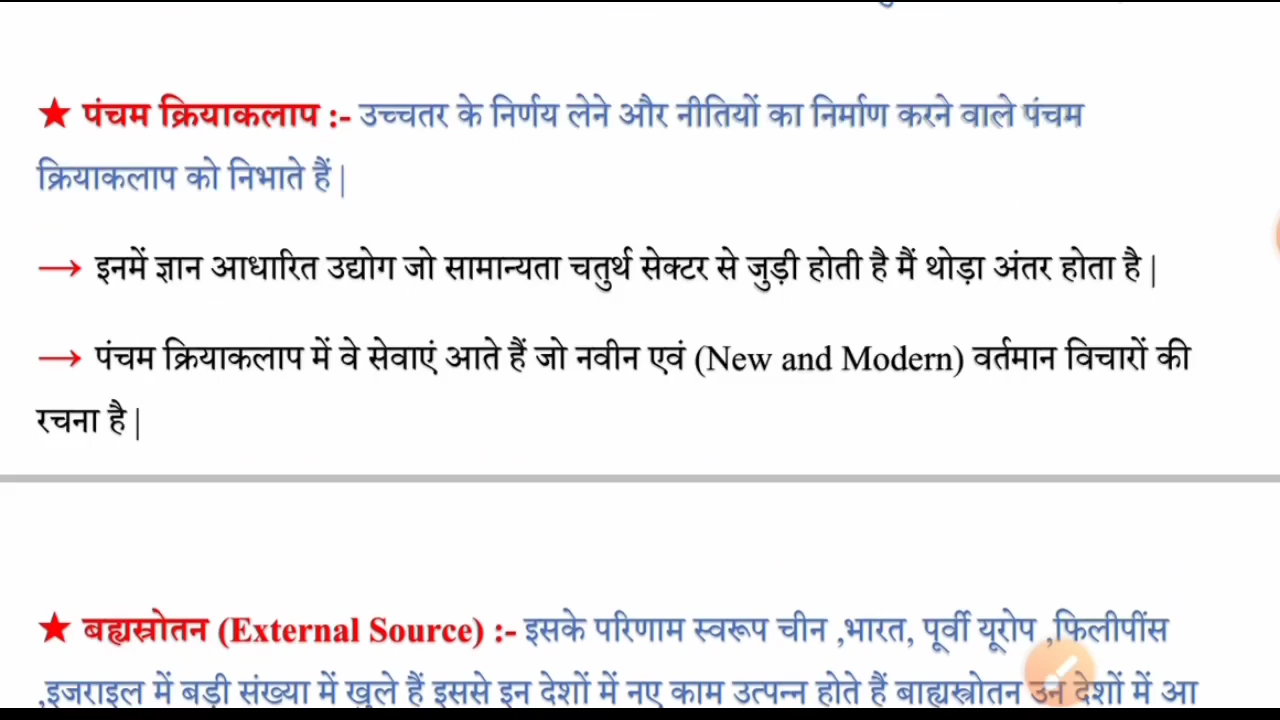 ★ पंचम क्रियाकलाप :- उच्चतर के निर्णय लेने और नीतियों का निर्माण करने वाले पंचम
क्रियाकलाप को निभाते हैं |
→ इनमें ज्ञान आधारित उद्योग जो सामान्यता चतुर्थ सेक्टर से जुड़ी होती है मैं थोड़ा अंतर होता है |
→ पंचम क्रियाकलाप में वे सेवाएं आते हैं जो नवीन एवं (New and Modern) वर्तमान विचारों की
रचना है |
★ बह्यस्रोतन (External Source) :- इसके परिणाम स्वरूप चीन ,भारत, पूर्वी यूरोप ,फिलीपींस
,इजराइल में बड़ी संख्या में खुले हैं इससे इन देशों में नए काम उत्पन्न होते हैं बाह्यस्त्रोतन उन देशों में आ